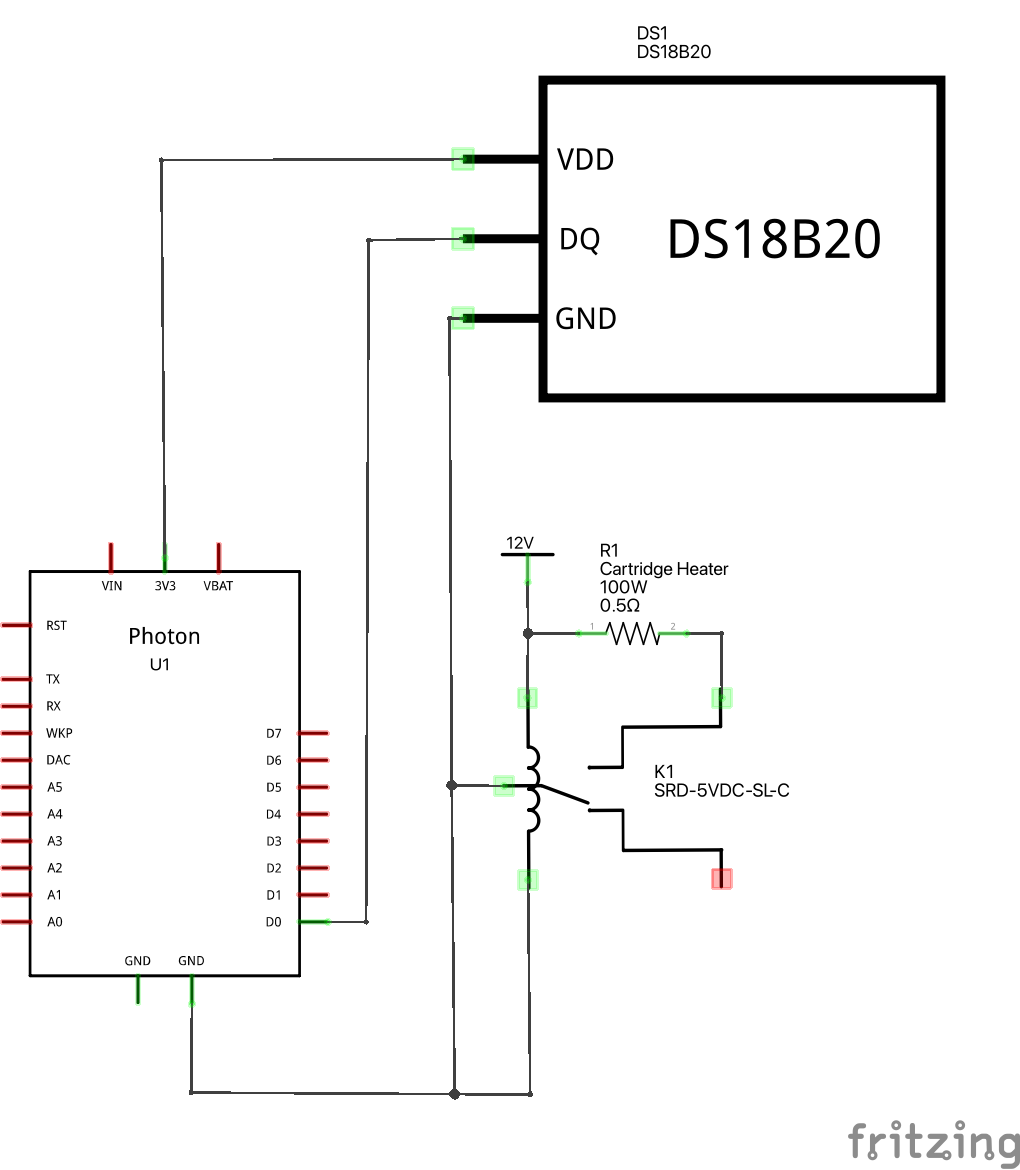 DS1
DS18B20
VDD
DQ
DS18B20
GND
12V
R1
Cartridge Heater
100W
0.5Ω
1
2
VIN
3V3
VBAT
RST
Photon
U1
TX
RX
WKP
D7
DAC
D6
A5
D5
A4
D4
A3
D3
A2
D2
A1
D1
A0
D0
GND
GND
K1
SRD-5VDC-SL-C
fritzing